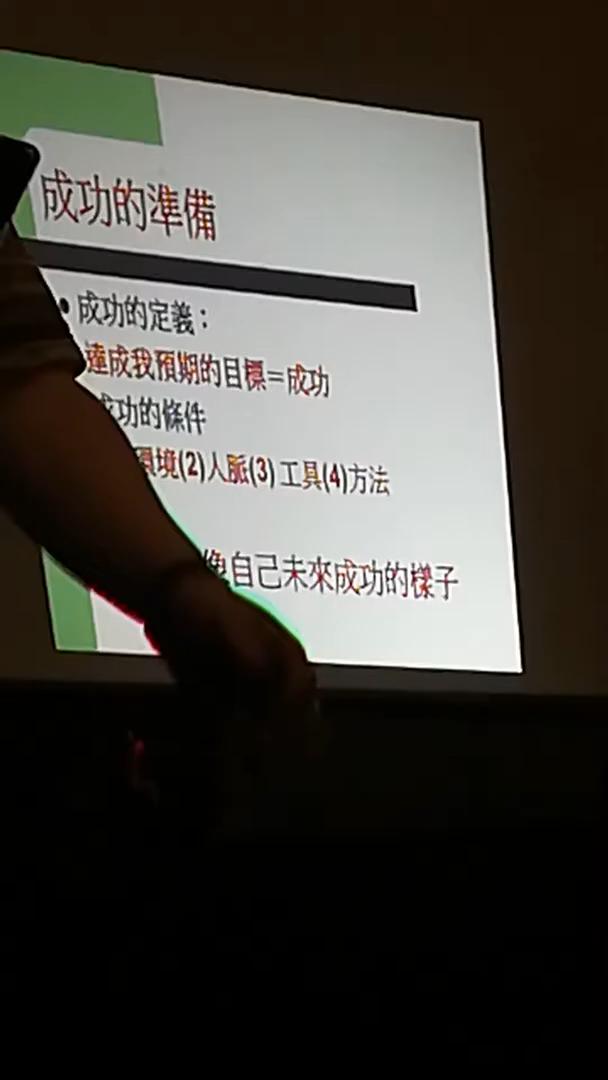 成功的準備
成功的定義：
達成我預期的目標=成功
成功的條件
環境(2)人脈(3)工具(4)方法
像自己未來成功的樣子